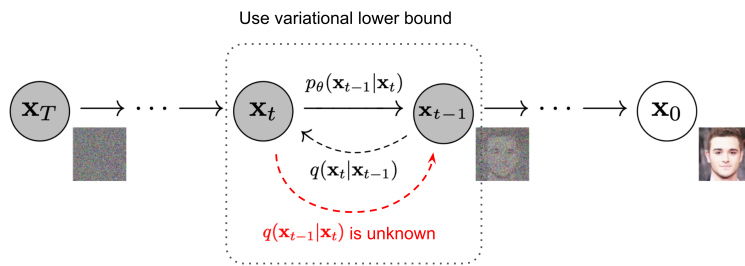 Use variational lower bound
p_θ(x_{t−1}|x_t)
x_T → ··· → x_t → x_{t−1} → ··· → x_0
q(x_t|x_{t−1})
q(x_{t−1}|x_t) is unknown